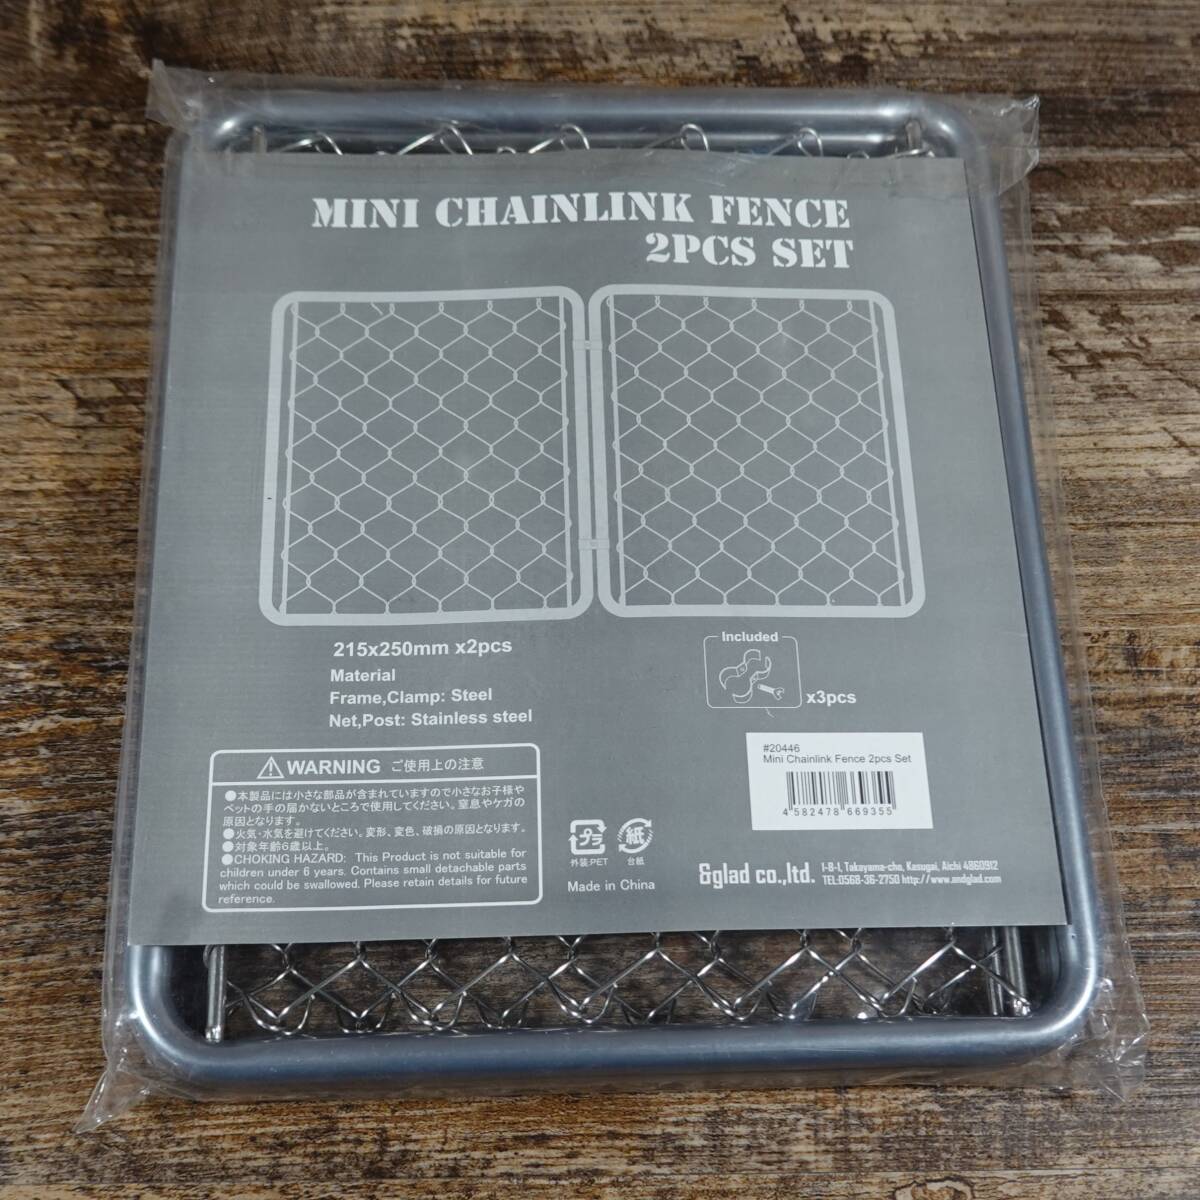 MINI CHAINLINK FENCE
2PCS SET
215x250mm x2pcs
Material
Frame,Clamp: Steel
Net,Post: Stainless steel
Included
x3pcs
#20446
Mini Chainlink Fence 2pcs Set
4 582478 669355
WARNING ご使用上の注意
●本製品には小さな部品が含まれていますので小さなお子様や
ペットの手の届かないところで使用してください。窒息やケガの
原因となります。
●火気・水気を避けてください。変形、変色、破損の原因となります。
●対象年齢6歳以上。
●CHOKING HAZARD: This Product is not suitable for
children under 6 years. Contains small detachable parts
which could be swallowed. Please retain details for future
reference.
プラ
外装:PET
紙
台紙
Made in China
&glad co.,ltd.
1-8-1, Takayama-cho, Kasugai, Aichi 4860912
TEL:0568-36-2750 http://www.andglad.com